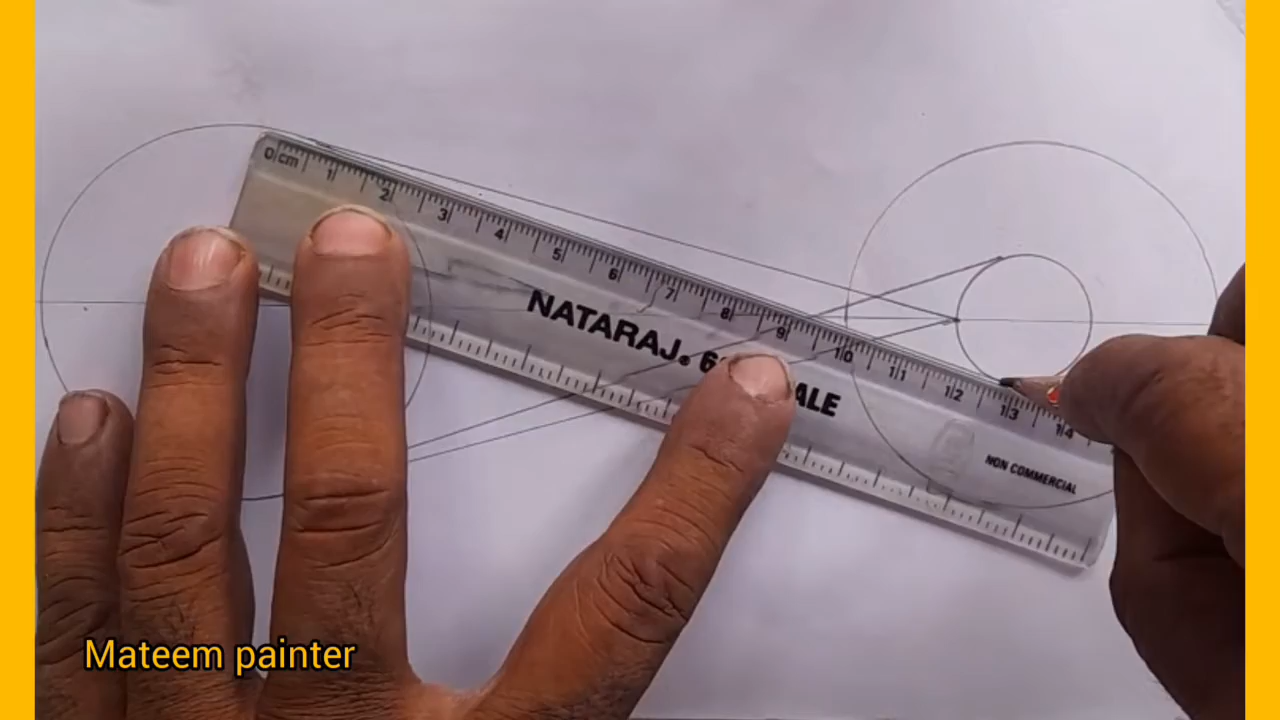 0 cm 1 2 3 4 5 6 7 8 9 10 11 12 13 14
NATARAJ.
NON COMMERCIAL
Mateem painter